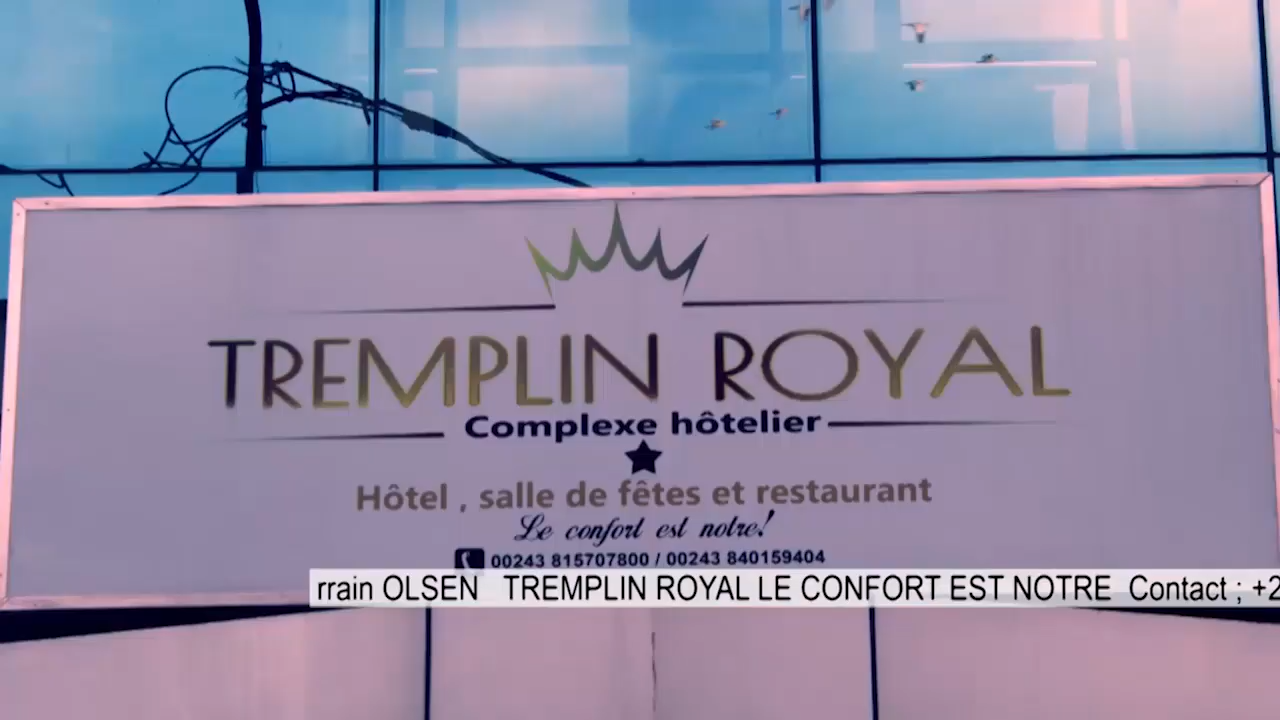 TREMPLIN ROYAL
Complexe hôtelier
Hôtel , salle de fêtes et restaurant
Le confort est notre!
00243 815707800 / 00243 840159404
rrain OLSEN TREMPLIN ROYAL LE CONFORT EST NOTRE Contact ; +2